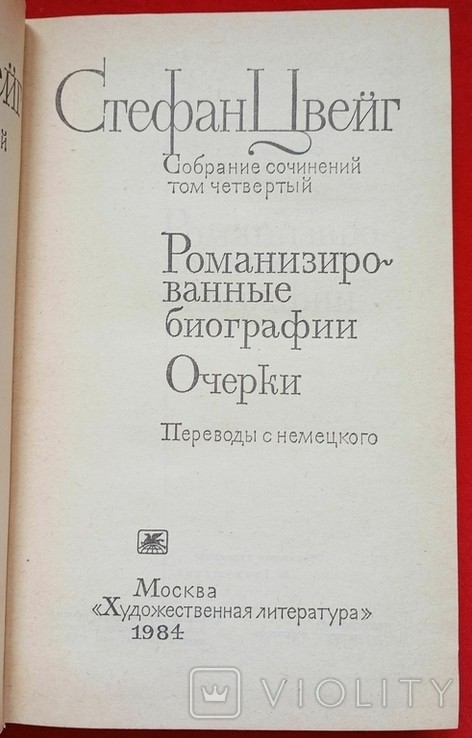 Стефан Цвейг
Собрание сочинений
том четвертый
Романизиро-
ванные
биографии
Очерки
Переводы с немецкого
Москва
«Художественная литература»
1984
VIOLITY